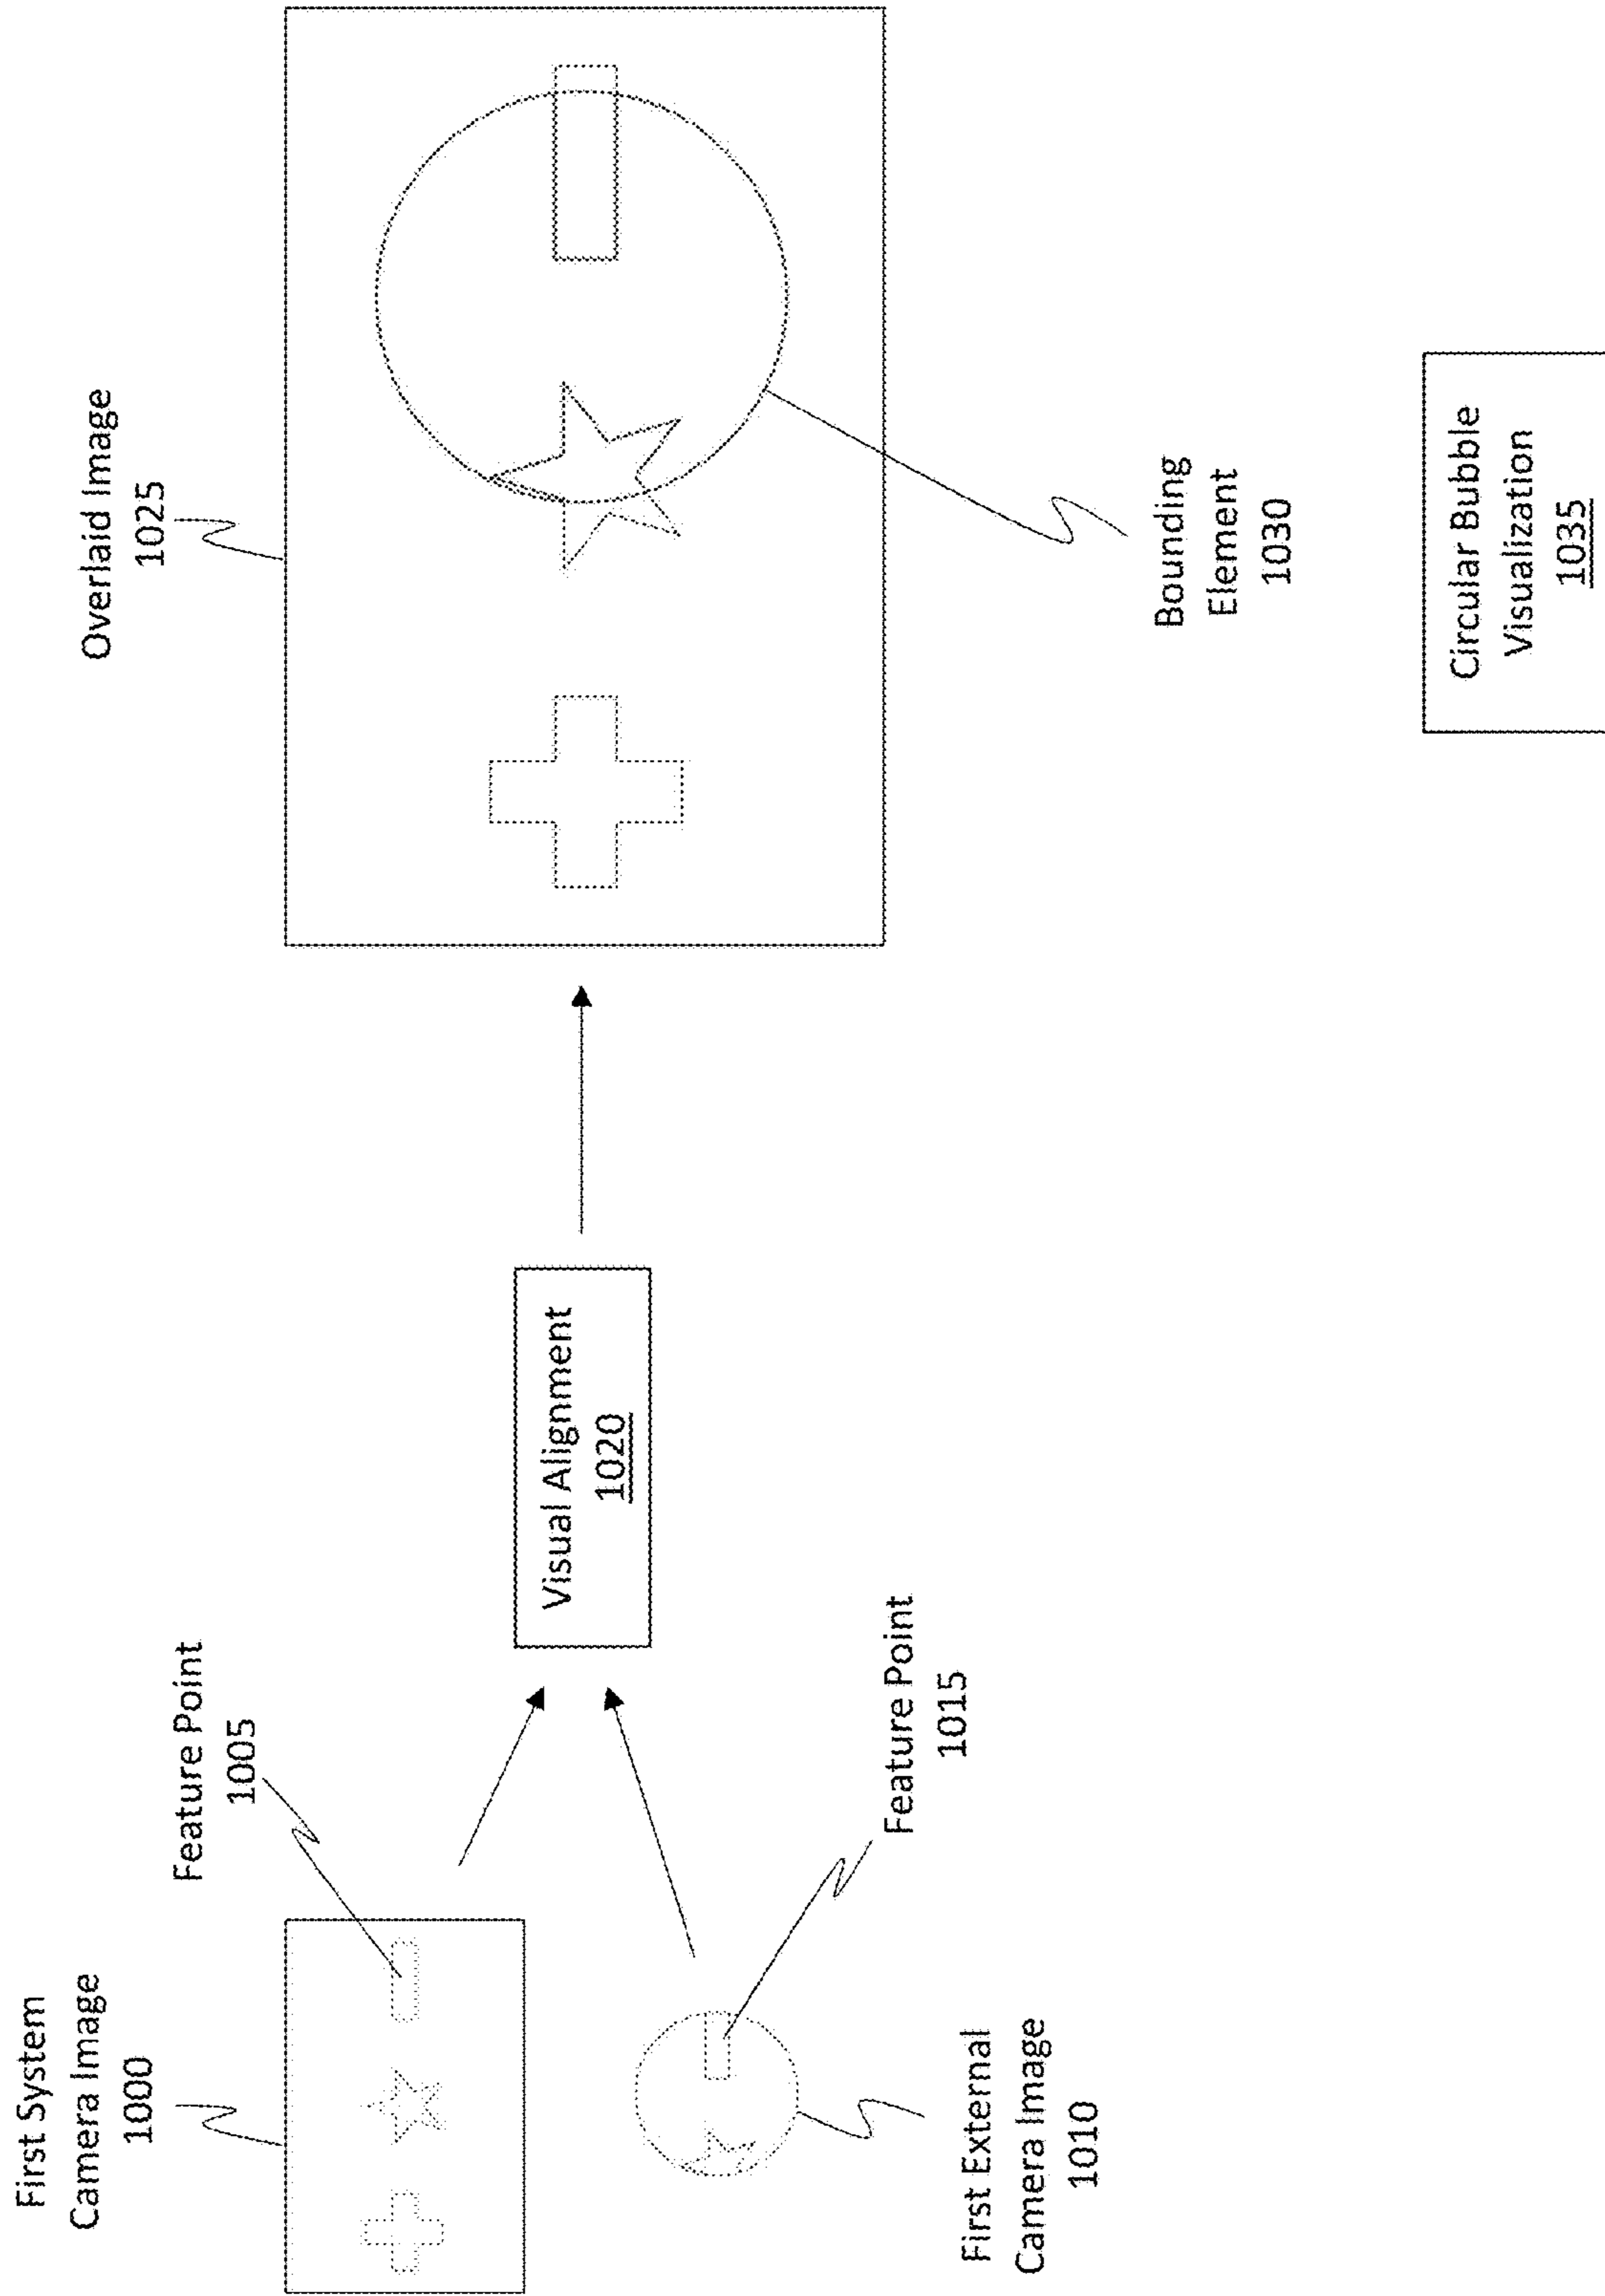 First System
Camera Image
1000
Feature Point
1005
First External
Camera Image
1010
Feature Point
1015
Visual Alignment
1020
Overlaid Image
1025
Bounding
Element
1030
Circular Bubble
Visualization
1035